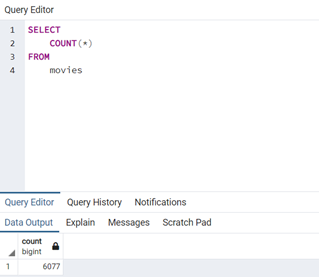 Query Editor
1 SELECT
2 COUNT(*)
3 FROM
4 movies
Query Editor Query History Notifications
Data Output Explain Messages Scratch Pad
count
bigint
1 6077